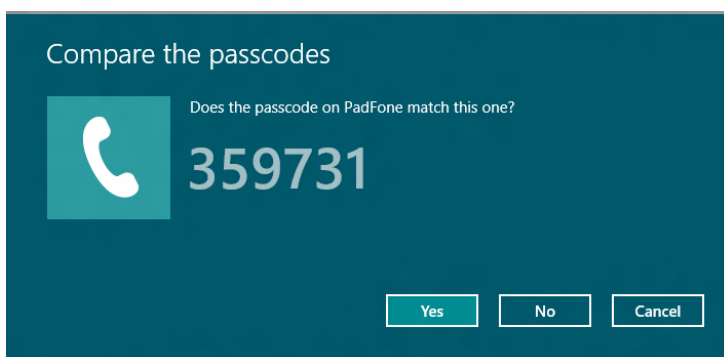 Compare the passcodes
Does the passcode on PadFone match this one?
359731
Yes No Cancel